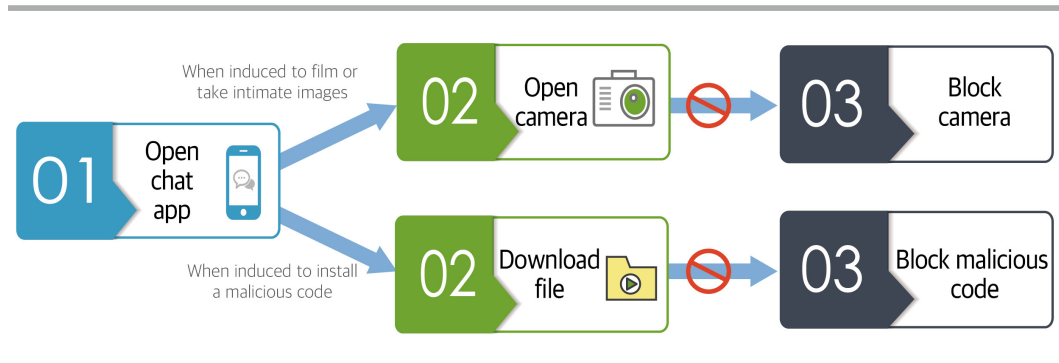 01
Open
chat
app
When induced to film or
take intimate images
02
Open
camera
03
Block
camera
When induced to install
a malicious code
02
Download
file
03
Block malicious
code